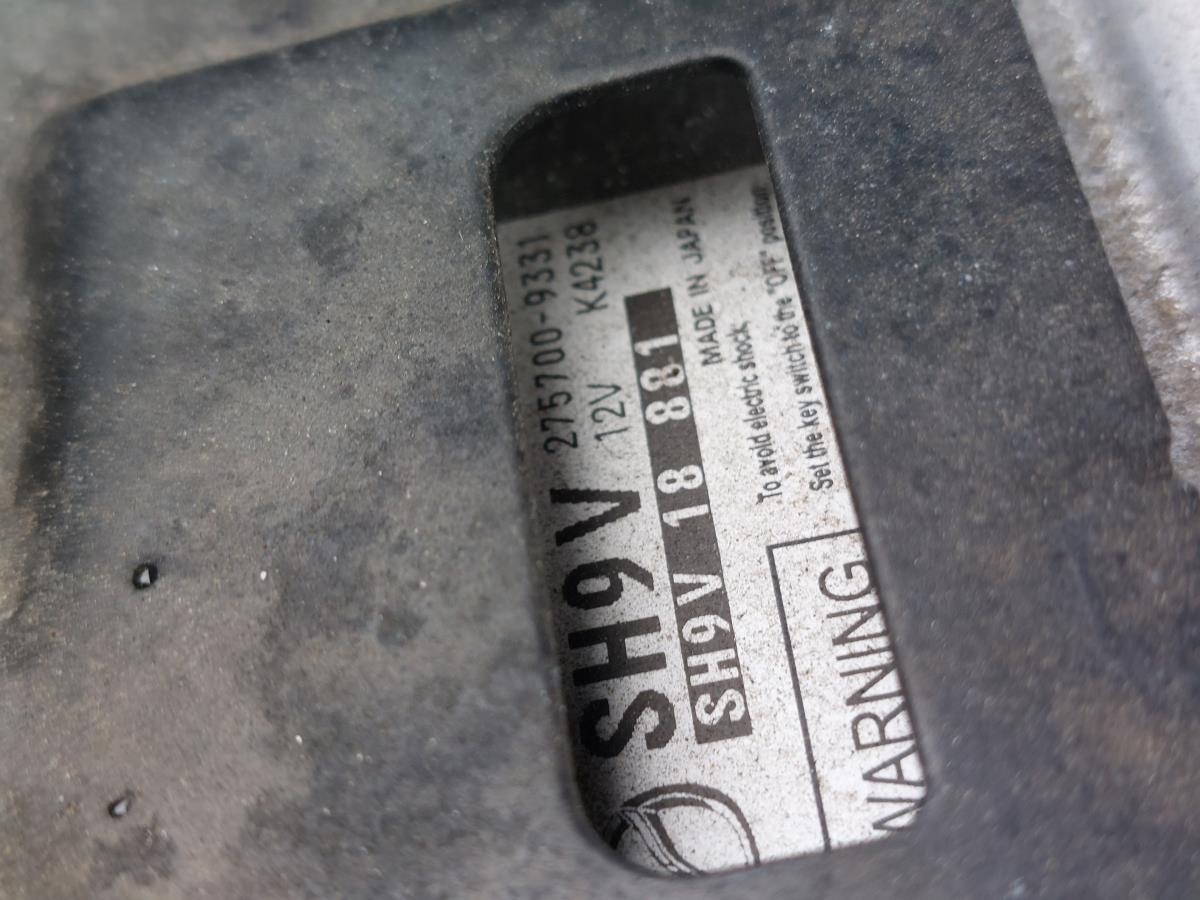 SH9V 275700-9331
12V K4238
SH9V 18 881
MADE IN JAPAN
To avoid electric shock,
Set the key switch to the "OFF" position.
WARNING